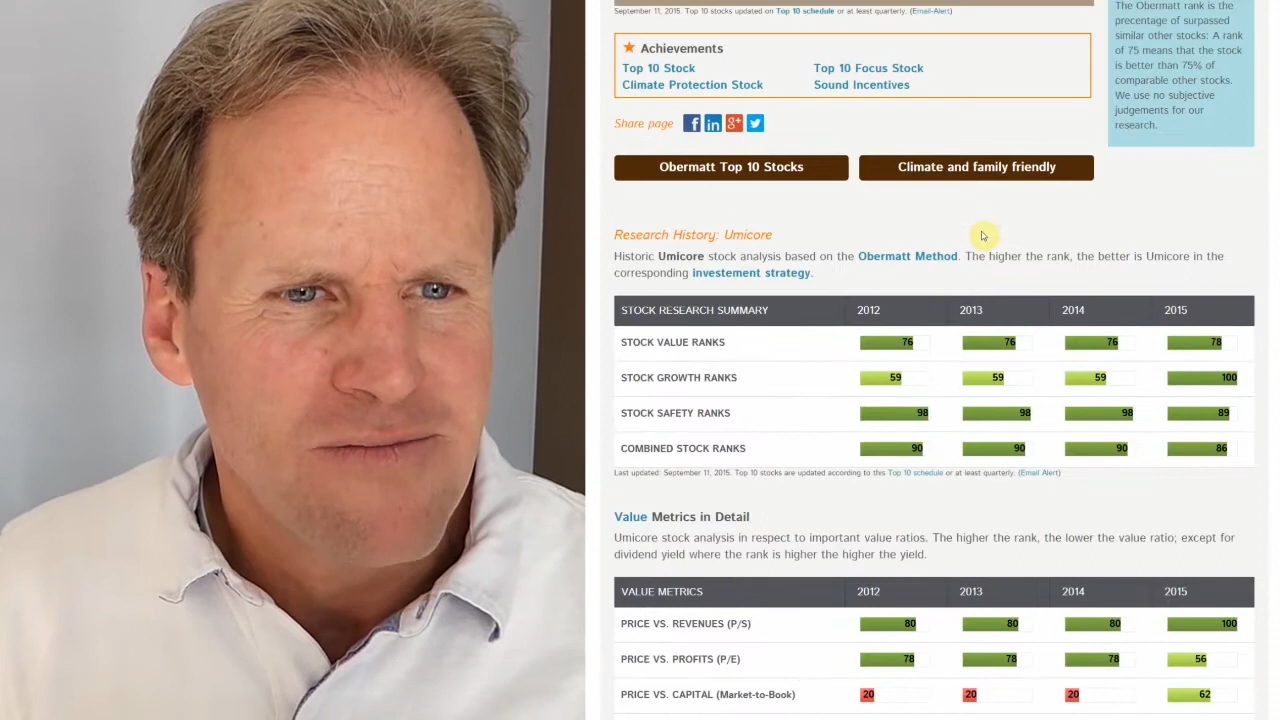 September 11, 2015. Top 10 stocks updated on Top 10 schedule or at least quarterly. (Email-Alert)
The Obermatt rank is the
precentage of surpassed
similar other stocks: A rank
of 75 means that the stock
is better than 75% of
comparable other stocks.
We use no subjective
judgements for our
research.
Achievements
Top 10 Stock Top 10 Focus Stock
Climate Protection Stock Sound Incentives
Share page
Obermatt Top 10 Stocks Climate and family friendly
Research History: Umicore
Historic Umicore stock analysis based on the Obermatt Method. The higher the rank, the better is Umicore in the
corresponding investement strategy.
STOCK RESEARCH SUMMARY 2012 2013 2014 2015
STOCK VALUE RANKS 76 76 76 78
STOCK GROWTH RANKS 59 59 59 100
STOCK SAFETY RANKS 98 98 98 89
COMBINED STOCK RANKS 90 90 90 86
Last updated: September 11, 2015. Top 10 stocks are updated according to this Top 10 schedule or at least quarterly. (Email Alert)
Value Metrics in Detail
Umicore stock analysis in respect to important value ratios. The higher the rank, the lower the value ratio; except for
dividend yield where the rank is higher the higher the yield.
VALUE METRICS 2012 2013 2014 2015
PRICE VS. REVENUES (P/S) 80 80 80 100
PRICE VS. PROFITS (P/E) 78 78 78 56
PRICE VS. CAPITAL (Market-to-Book) 20 20 20 62